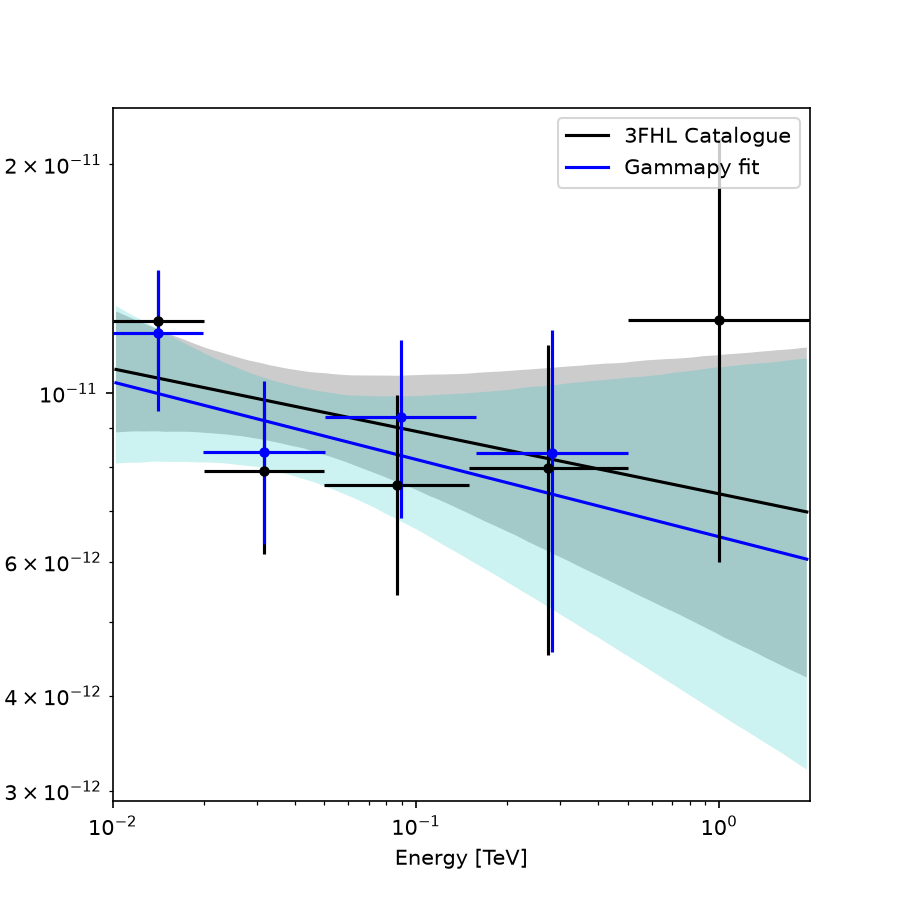 3FHL Catalogue
Gammapy fit
2 × 10⁻¹¹
10⁻¹¹
6 × 10⁻¹²
4 × 10⁻¹²
3 × 10⁻¹²
10⁻² 10⁻¹ 10⁰
Energy [TeV]